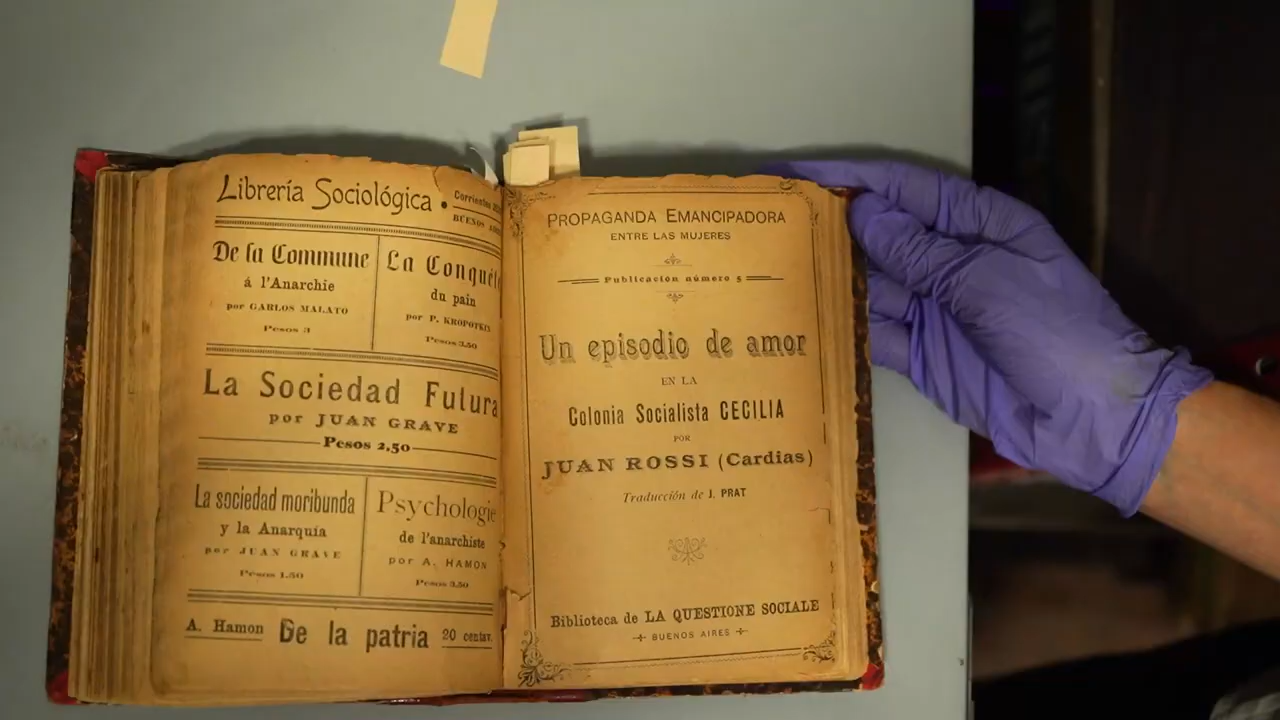 Librería Sociológica •
Corrientes
BUENOS
De la Commune
á l'Anarchie
por CARLOS MALATO
Pesos 3
La Conquét
du pain
por P. KROPOTKIN
Pesos 3,50
La Sociedad Futura
por JUAN GRAVE
Pesos 2,50
La sociedad moribunda
y la Anarquía
por JUAN GRAVE
Pesos 1.50
Psychologie
de l'anarchiste
por A. HAMON
Pesos 3,50
A. Hamon De la patria 20 centav.
PROPAGANDA EMANCIPADORA
ENTRE LAS MUJERES
Publicación número 5
Un episodio de amor
EN LA
Colonia Socialista CECILIA
POR
JUAN ROSSI (Cardias)
Traducción de J. PRAT
Biblioteca de LA QUESTIONE SOCIALE
BUENOS AIRES